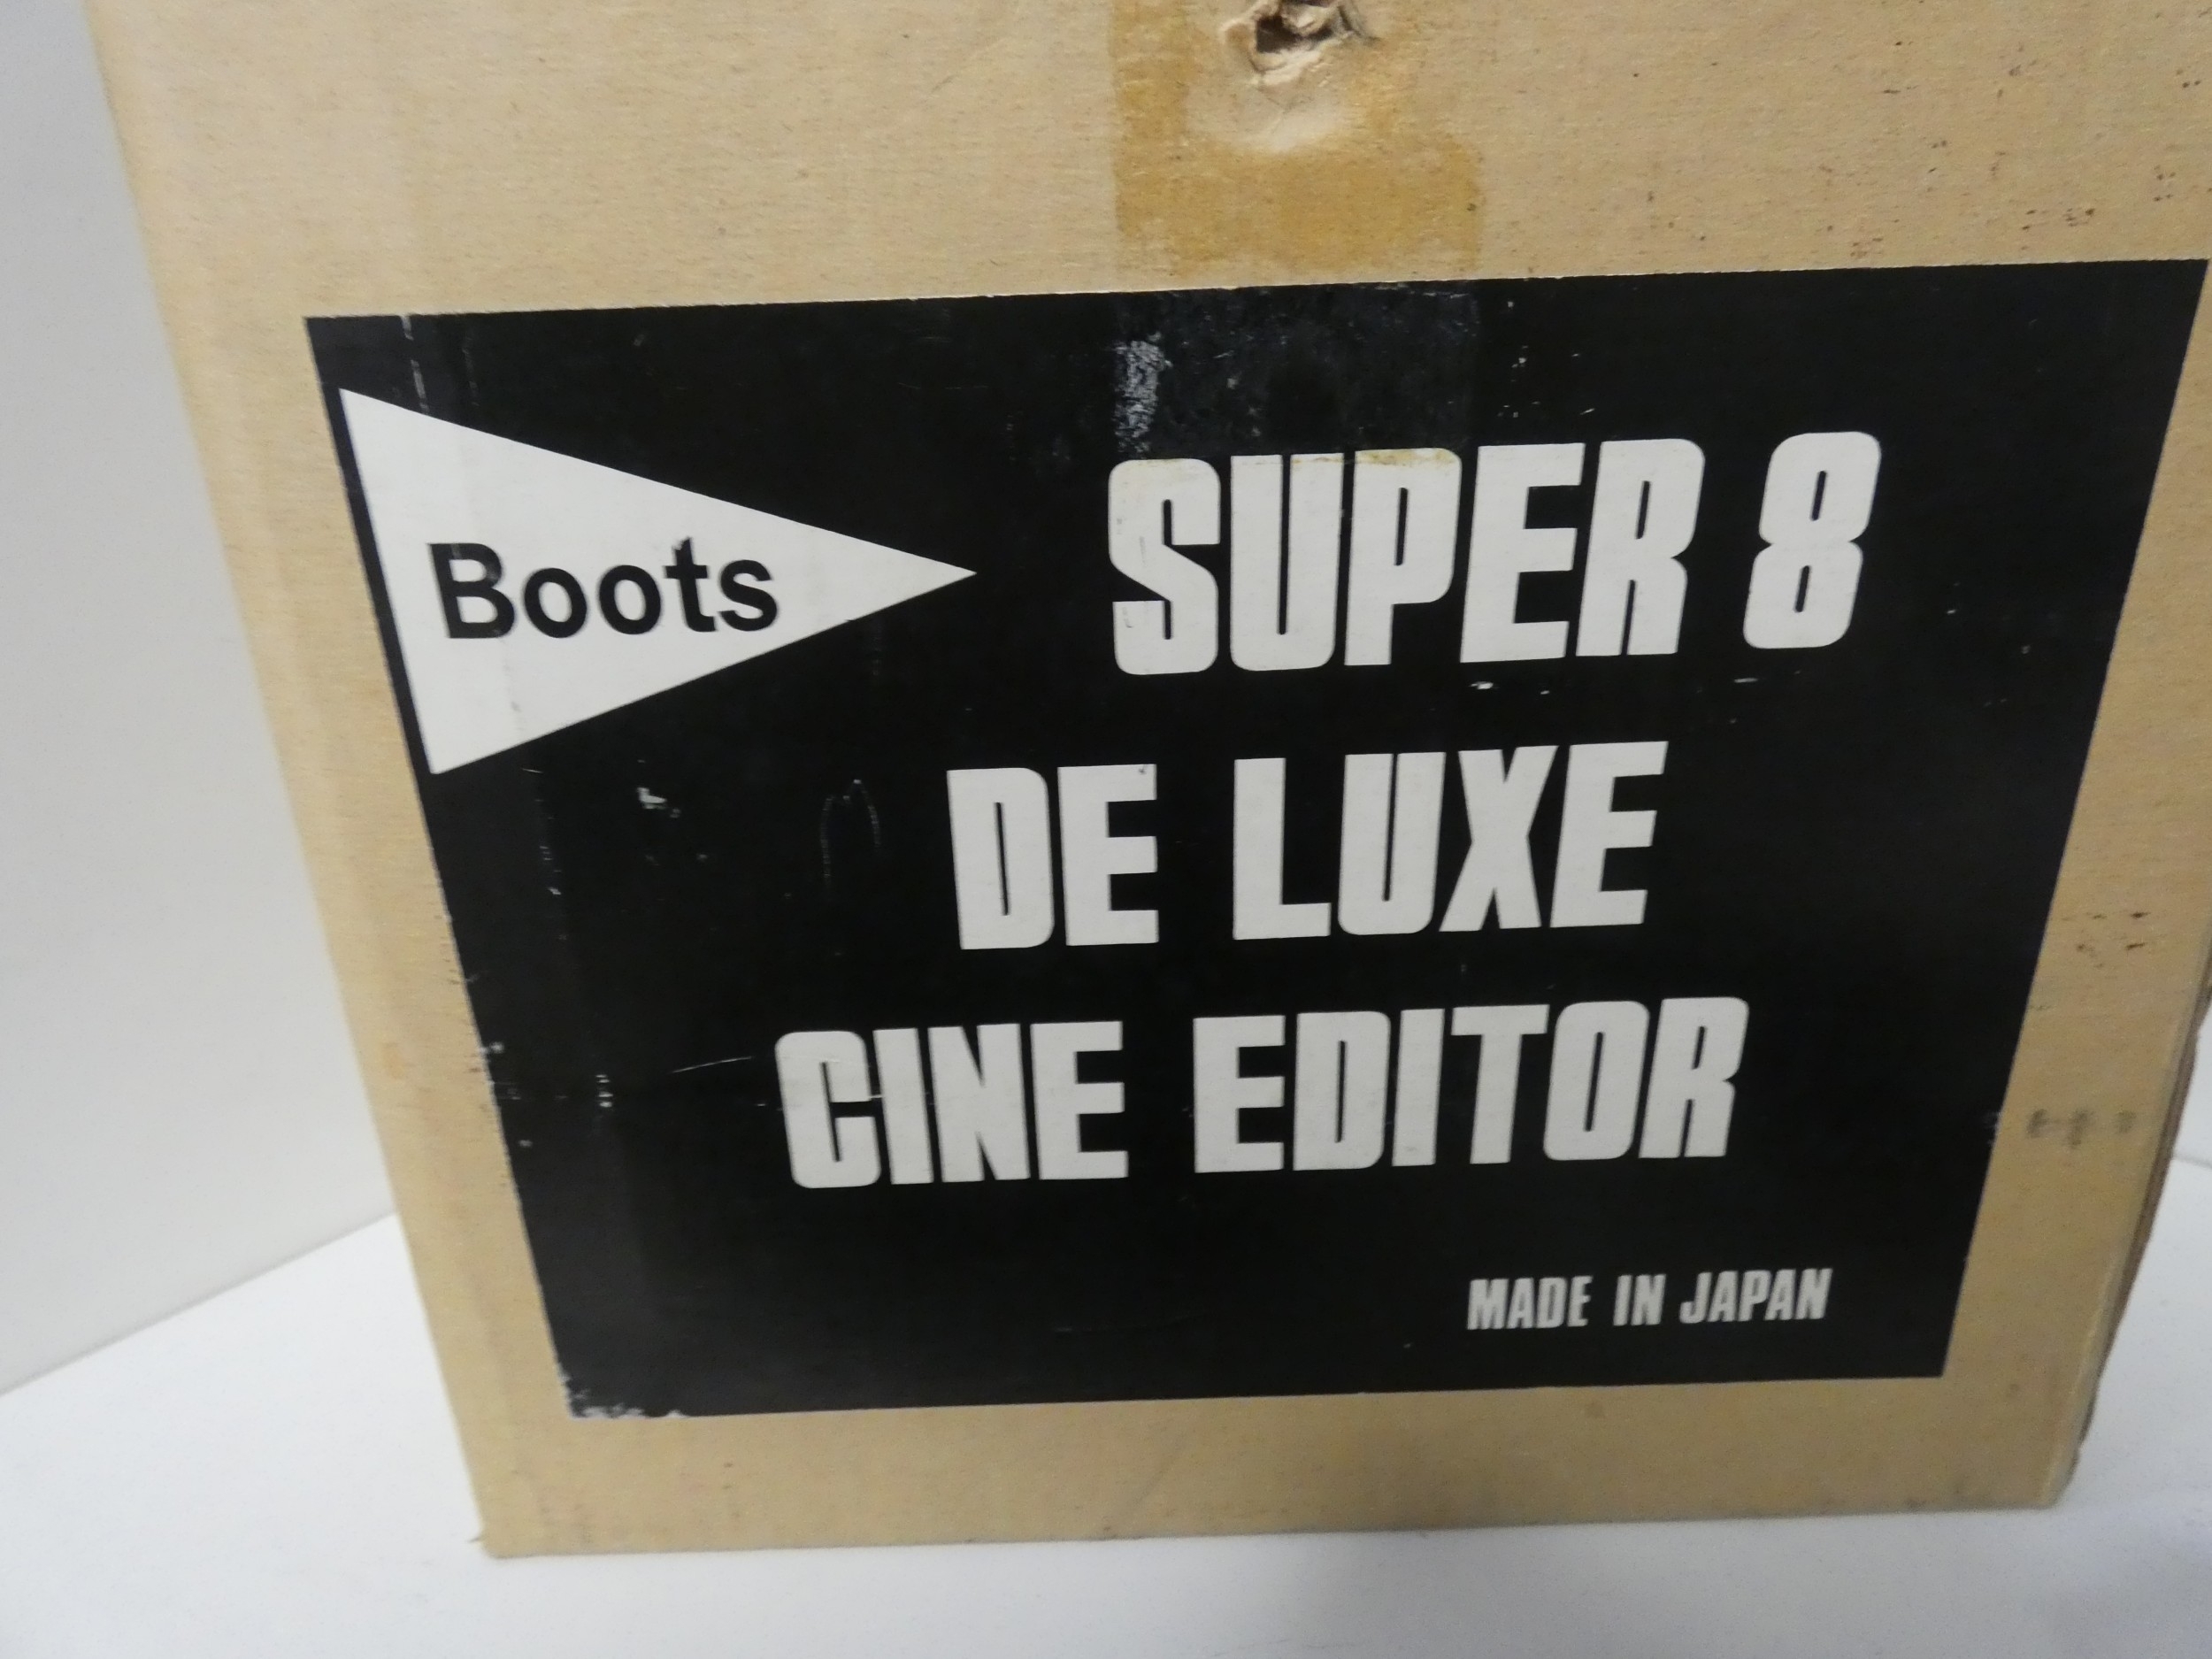 Boots
SUPER 8
DE LUXE
CINE EDITOR
MADE IN JAPAN